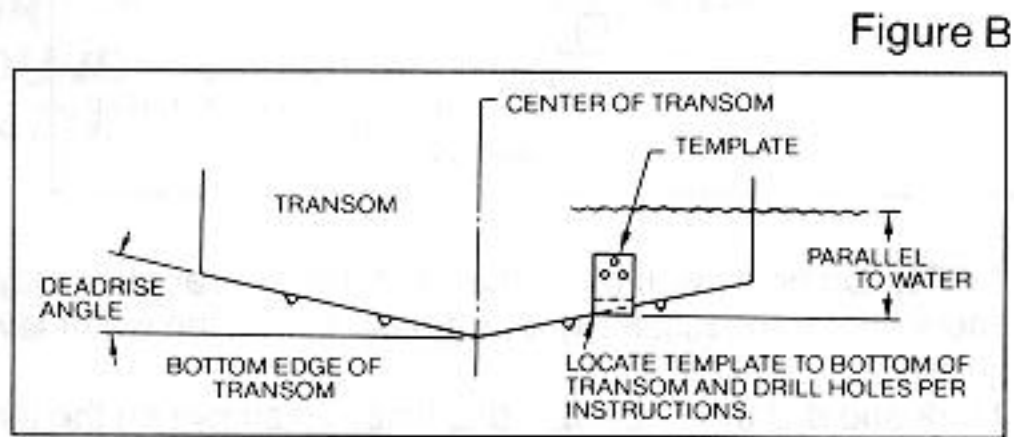 Figure B
CENTER OF TRANSOM
TEMPLATE
TRANSOM
PARALLEL
TO WATER
DEADRISE
ANGLE
BOTTOM EDGE OF
TRANSOM
LOCATE TEMPLATE TO BOTTOM OF
TRANSOM AND DRILL HOLES PER
INSTRUCTIONS.